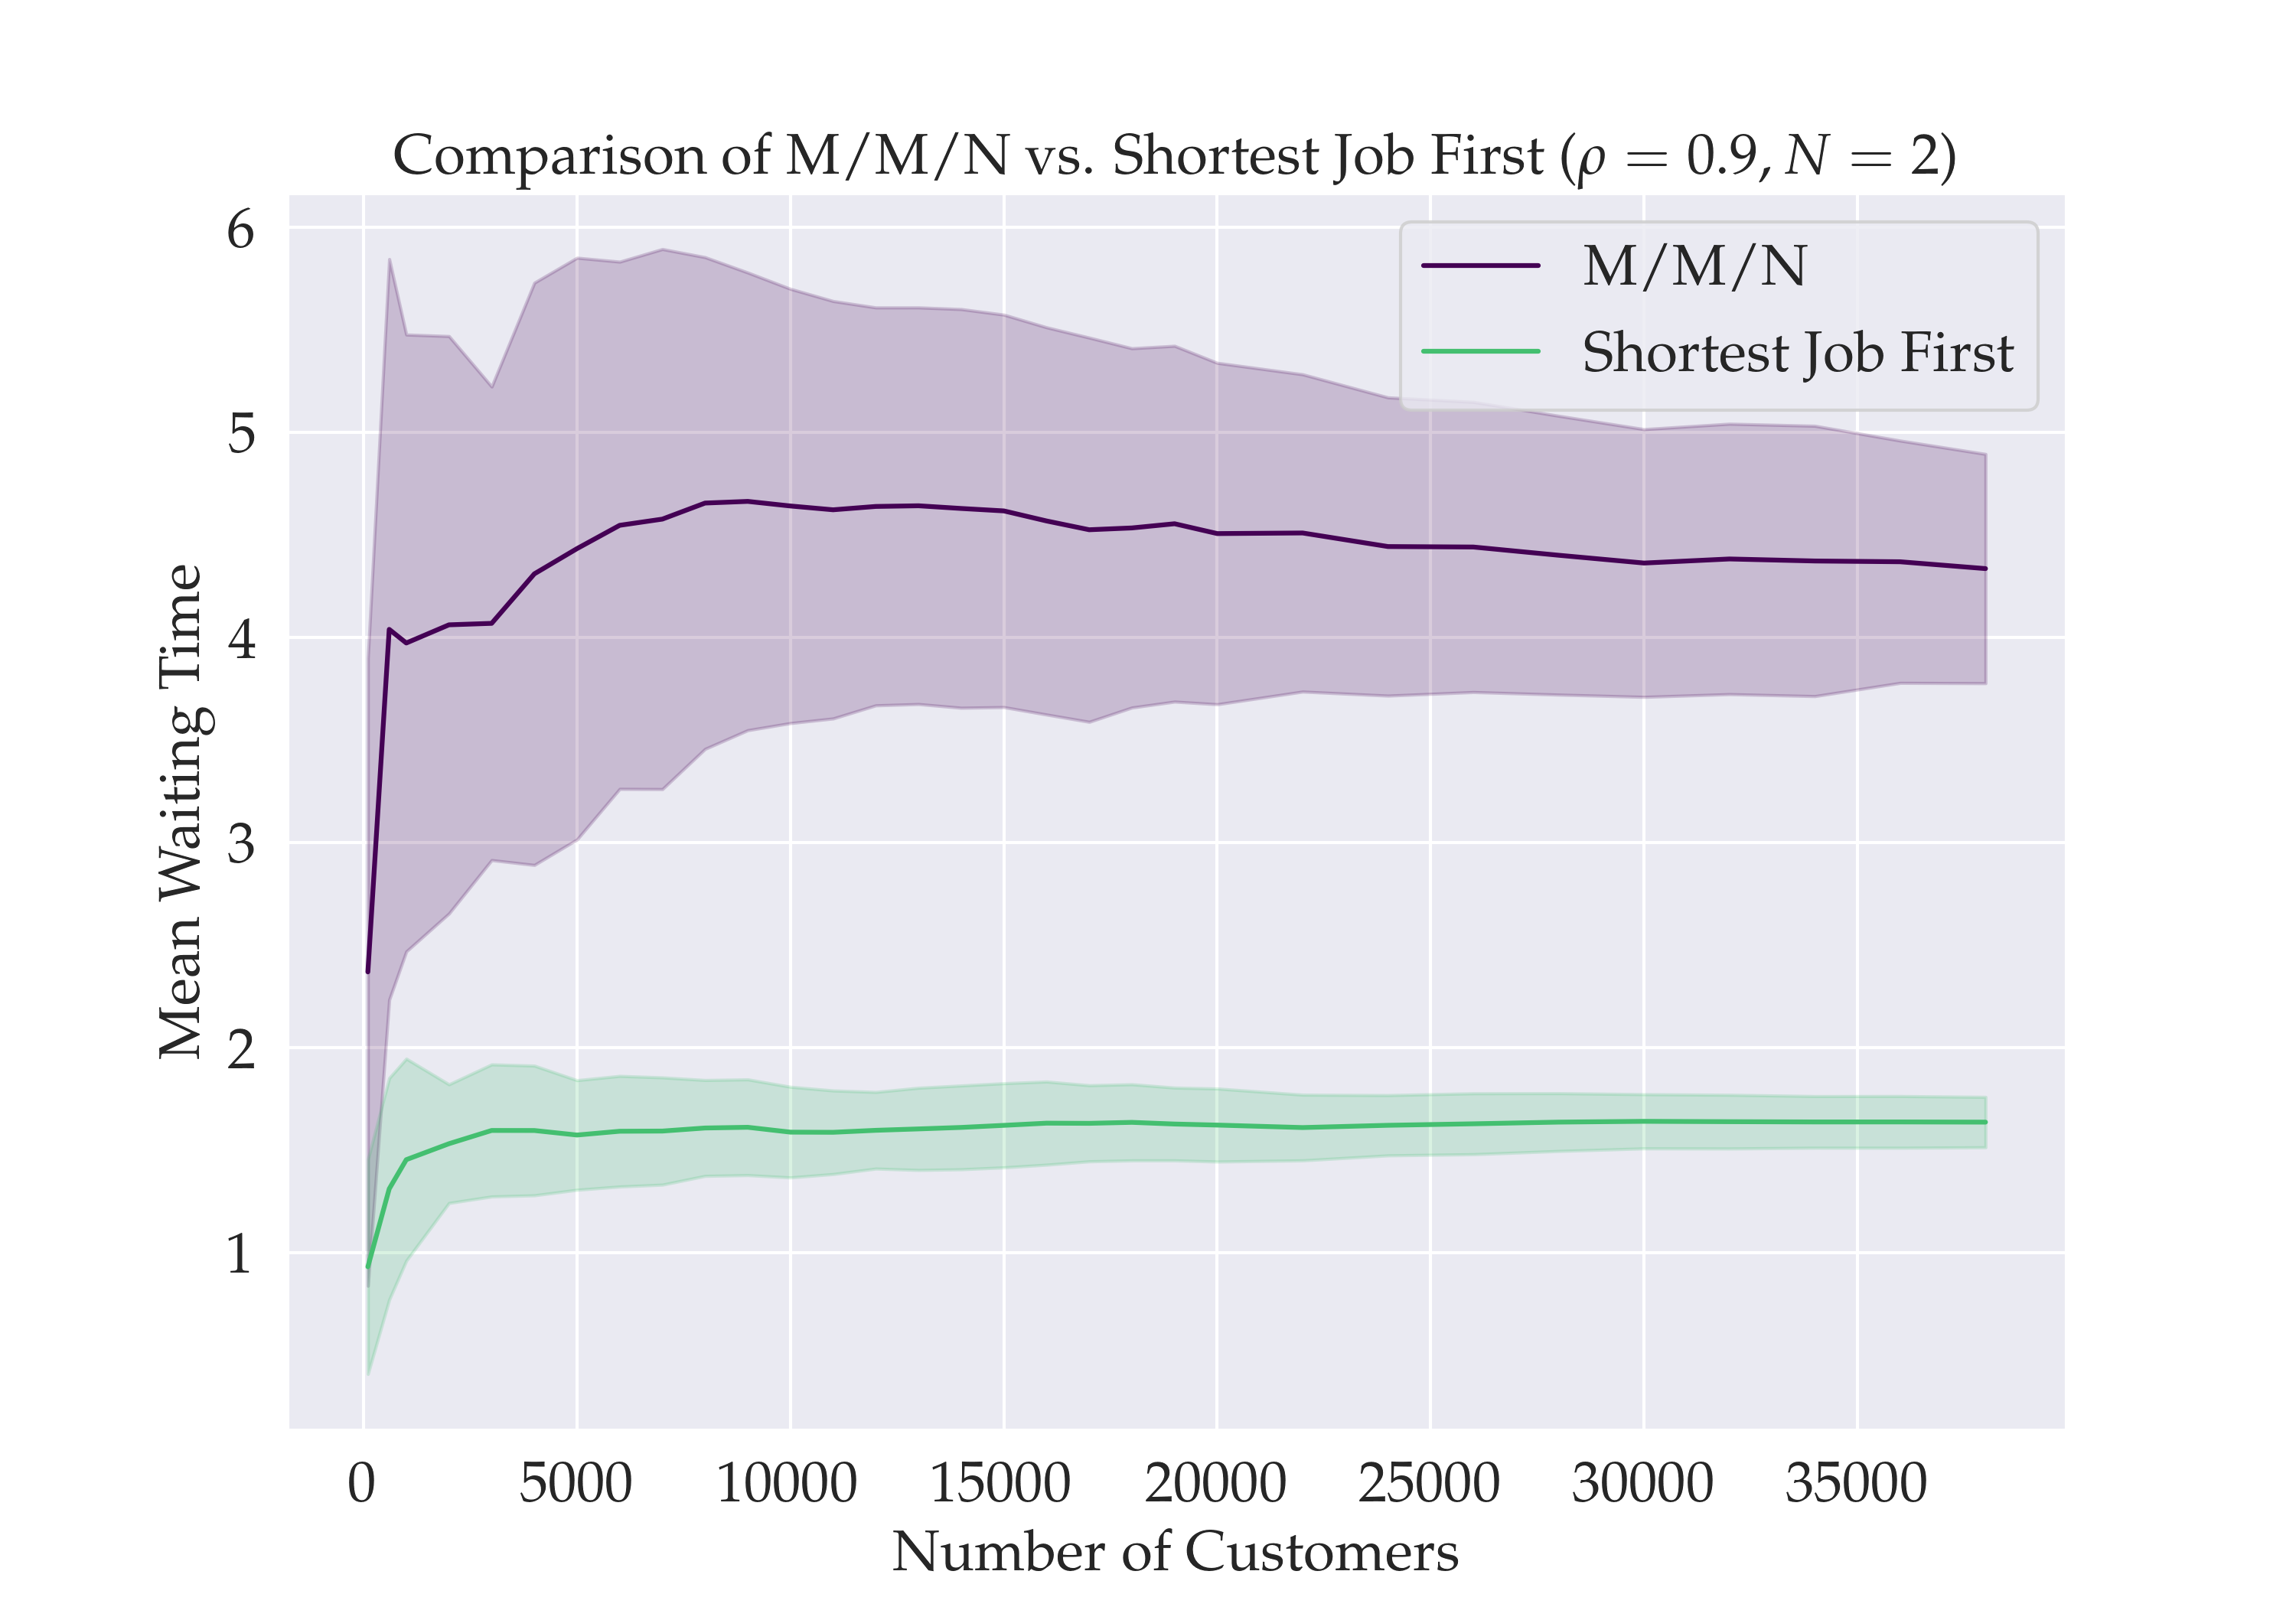 Comparison of M/M/N vs. Shortest Job First (ρ = 0.9, N = 2)
M/M/N
Shortest Job First
Mean Waiting Time
6
5
4
3
2
1
0 5000 10000 15000 20000 25000 30000 35000
Number of Customers